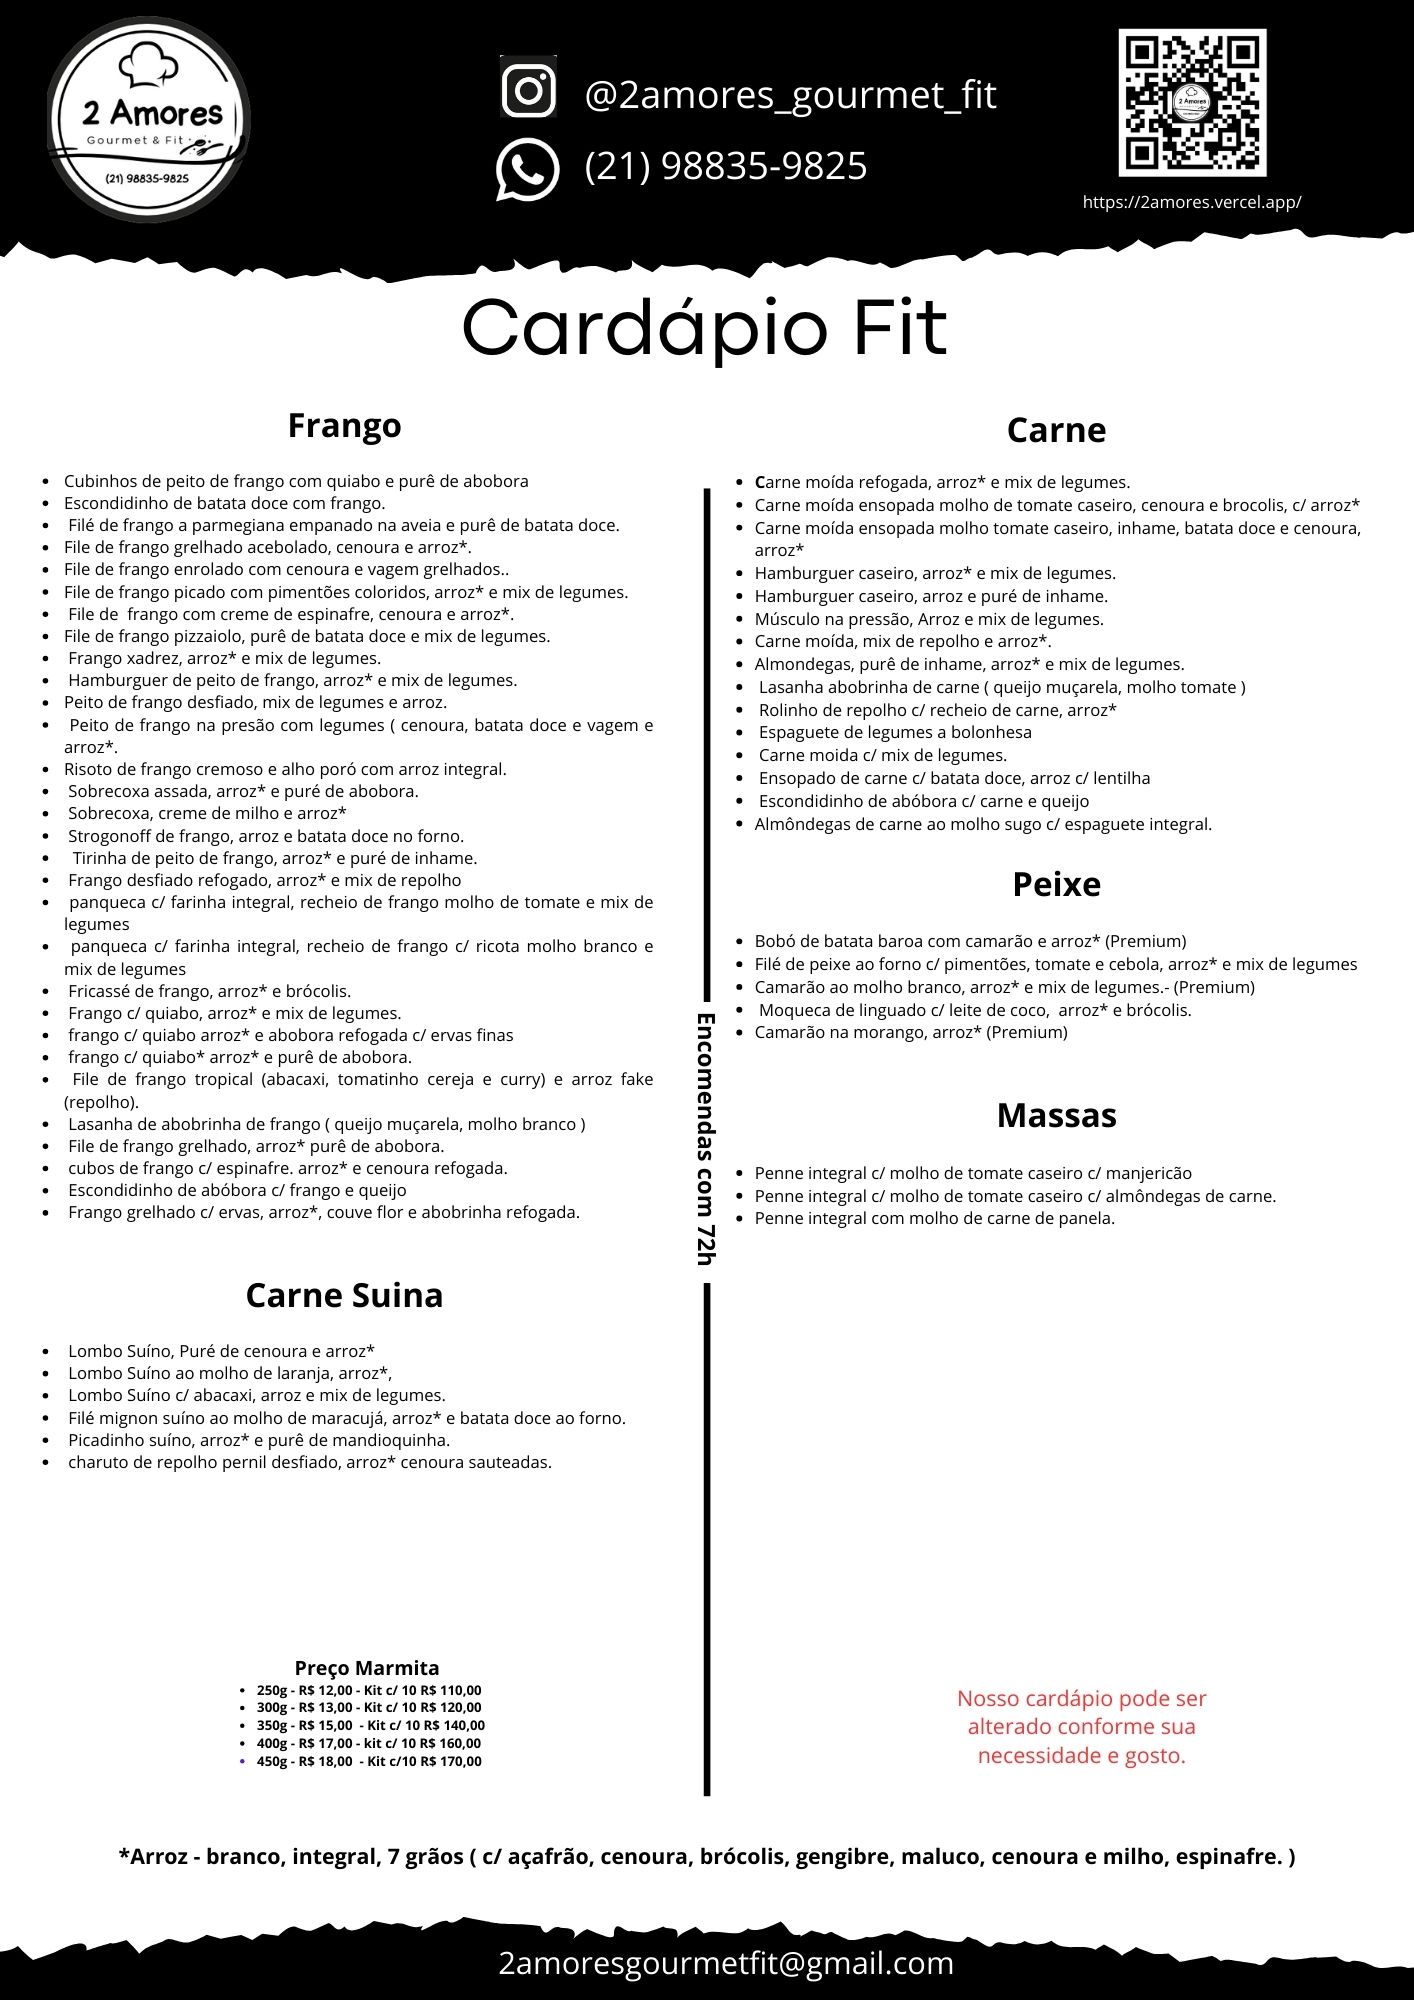 2 Amores
Gourmet & Fit
(21) 98835-9825
@2amores_gourmet_fit
(21) 98835-9825
2 Amores
https://2amores.vercel.app/
Cardápio Fit
Frango
Cubinhos de peito de frango com quiabo e purê de abobora
Escondidinho de batata doce com frango.
Filé de frango a parmegiana empanado na aveia e purê de batata doce.
File de frango grelhado acebolado, cenoura e arroz*.
File de frango enrolado com cenoura e vagem grelhados..
File de frango picado com pimentões coloridos, arroz* e mix de legumes.
File de  frango com creme de espinafre, cenoura e arroz*.
File de frango pizzaiolo, purê de batata doce e mix de legumes.
Frango xadrez, arroz* e mix de legumes.
Hamburguer de peito de frango, arroz* e mix de legumes.
Peito de frango desfiado, mix de legumes e arroz.
Peito de frango na presão com legumes ( cenoura, batata doce e vagem e
arroz*.
Risoto de frango cremoso e alho poró com arroz integral.
Sobrecoxa assada, arroz* e puré de abobora.
Sobrecoxa, creme de milho e arroz*
Strogonoff de frango, arroz e batata doce no forno.
Tirinha de peito de frango, arroz* e puré de inhame.
Frango desfiado refogado, arroz* e mix de repolho
panqueca c/ farinha integral, recheio de frango molho de tomate e mix de
legumes
panqueca c/ farinha integral, recheio de frango c/ ricota molho branco e
mix de legumes
Fricassé de frango, arroz* e brócolis.
Frango c/ quiabo, arroz* e mix de legumes.
frango c/ quiabo arroz* e abobora refogada c/ ervas finas
frango c/ quiabo* arroz* e purê de abobora.
File de frango tropical (abacaxi, tomatinho cereja e curry) e arroz fake
(repolho).
Lasanha de abobrinha de frango ( queijo muçarela, molho branco )
File de frango grelhado, arroz* purê de abobora.
cubos de frango c/ espinafre. arroz* e cenoura refogada.
Escondidinho de abóbora c/ frango e queijo
Frango grelhado c/ ervas, arroz*, couve flor e abobrinha refogada.
Carne Suina
Lombo Suíno, Puré de cenoura e arroz*
Lombo Suíno ao molho de laranja, arroz*,
Lombo Suíno c/ abacaxi, arroz e mix de legumes.
Filé mignon suíno ao molho de maracujá, arroz* e batata doce ao forno.
Picadinho suíno, arroz* e purê de mandioquinha.
charuto de repolho pernil desfiado, arroz* cenoura sauteadas.
Preço Marmita
250g - R$ 12,00 - Kit c/ 10 R$ 110,00
300g - R$ 13,00 - Kit c/ 10 R$ 120,00
350g - R$ 15,00  - Kit c/ 10 R$ 140,00
400g - R$ 17,00 - kit c/ 10 R$ 160,00
450g - R$ 18,00  - Kit c/10 R$ 170,00
Encomendas com 72h
Carne
Carne moída refogada, arroz* e mix de legumes.
Carne moída ensopada molho de tomate caseiro, cenoura e brocolis, c/ arroz*
Carne moída ensopada molho tomate caseiro, inhame, batata doce e cenoura,
arroz*
Hamburguer caseiro, arroz* e mix de legumes.
Hamburguer caseiro, arroz e puré de inhame.
Músculo na pressão, Arroz e mix de legumes.
Carne moída, mix de repolho e arroz*.
Almondegas, purê de inhame, arroz* e mix de legumes.
Lasanha abobrinha de carne ( queijo muçarela, molho tomate )
Rolinho de repolho c/ recheio de carne, arroz*
Espaguete de legumes a bolonhesa
Carne moida c/ mix de legumes.
Ensopado de carne c/ batata doce, arroz c/ lentilha
Escondidinho de abóbora c/ carne e queijo
Almôndegas de carne ao molho sugo c/ espaguete integral.
Peixe
Bobó de batata baroa com camarão e arroz* (Premium)
Filé de peixe ao forno c/ pimentões, tomate e cebola, arroz* e mix de legumes
Camarão ao molho branco, arroz* e mix de legumes.- (Premium)
Moqueca de linguado c/ leite de coco,  arroz* e brócolis.
Camarão na morango, arroz* (Premium)
Massas
Penne integral c/ molho de tomate caseiro c/ manjericão
Penne integral c/ molho de tomate caseiro c/ almôndegas de carne.
Penne integral com molho de carne de panela.
Nosso cardápio pode ser
alterado conforme sua
necessidade e gosto.
*Arroz - branco, integral, 7 grãos ( c/ açafrão, cenoura, brócolis, gengibre, maluco, cenoura e milho, espinafre. )
2amoresgourmetfit@gmail.com